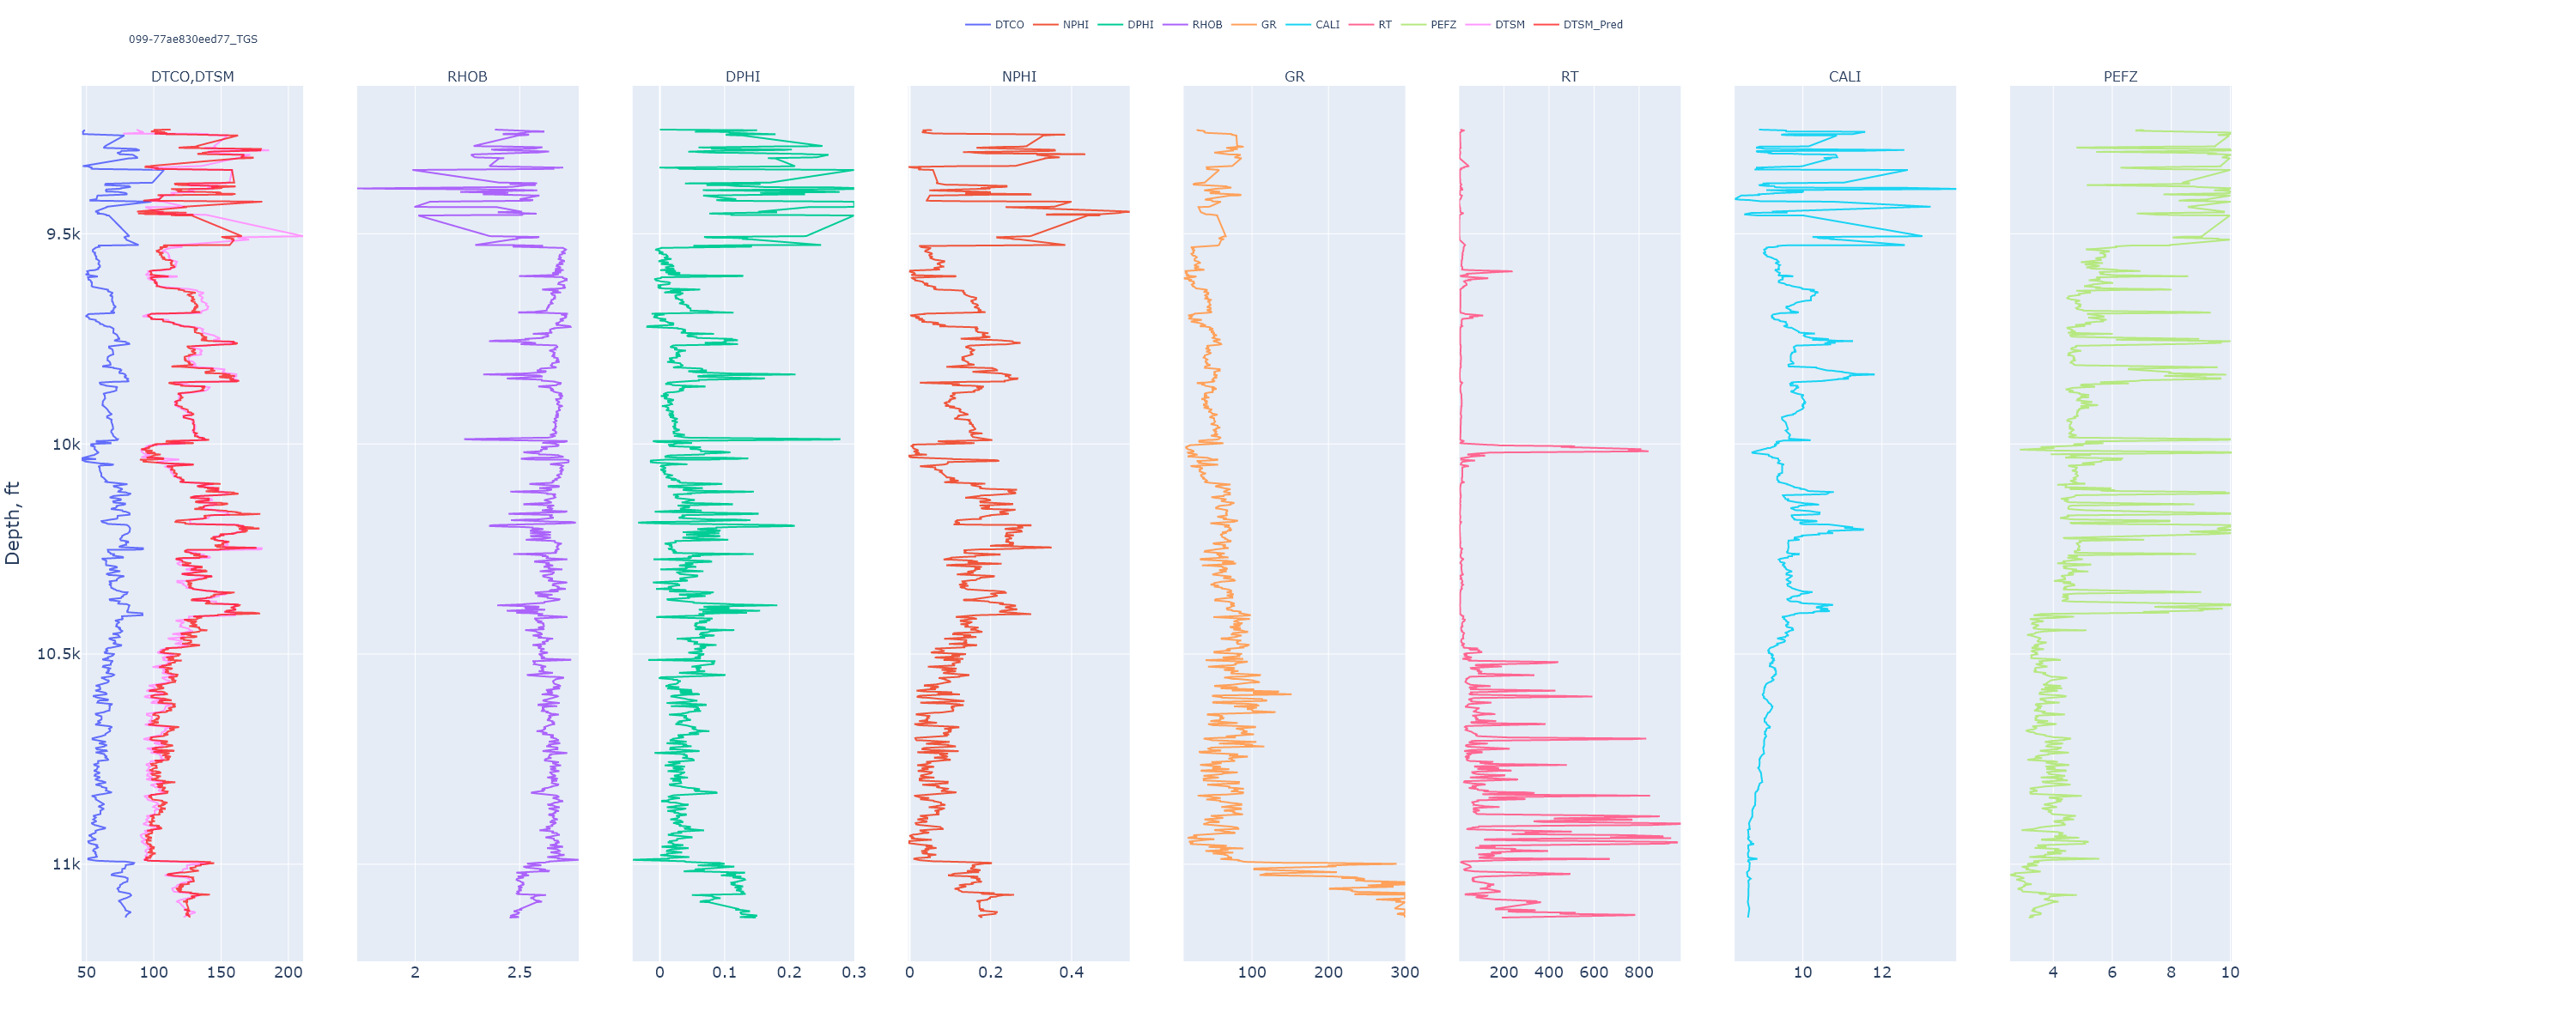 DTCO NPHI DPHI RHOB GR CALI RT PEFZ DTSM DTSM_Pred
099-77ae830eed77_TGS
DTCO,DTSM RHOB DPHI NPHI GR RT CALI PEFZ
Depth, ft
9.5k
10k
10.5k
11k
50 100 150 200 2 2.5 0 0.1 0.2 0.3 0 0.2 0.4 100 200 300 200 400 600 800 10 12 4 6 8 10